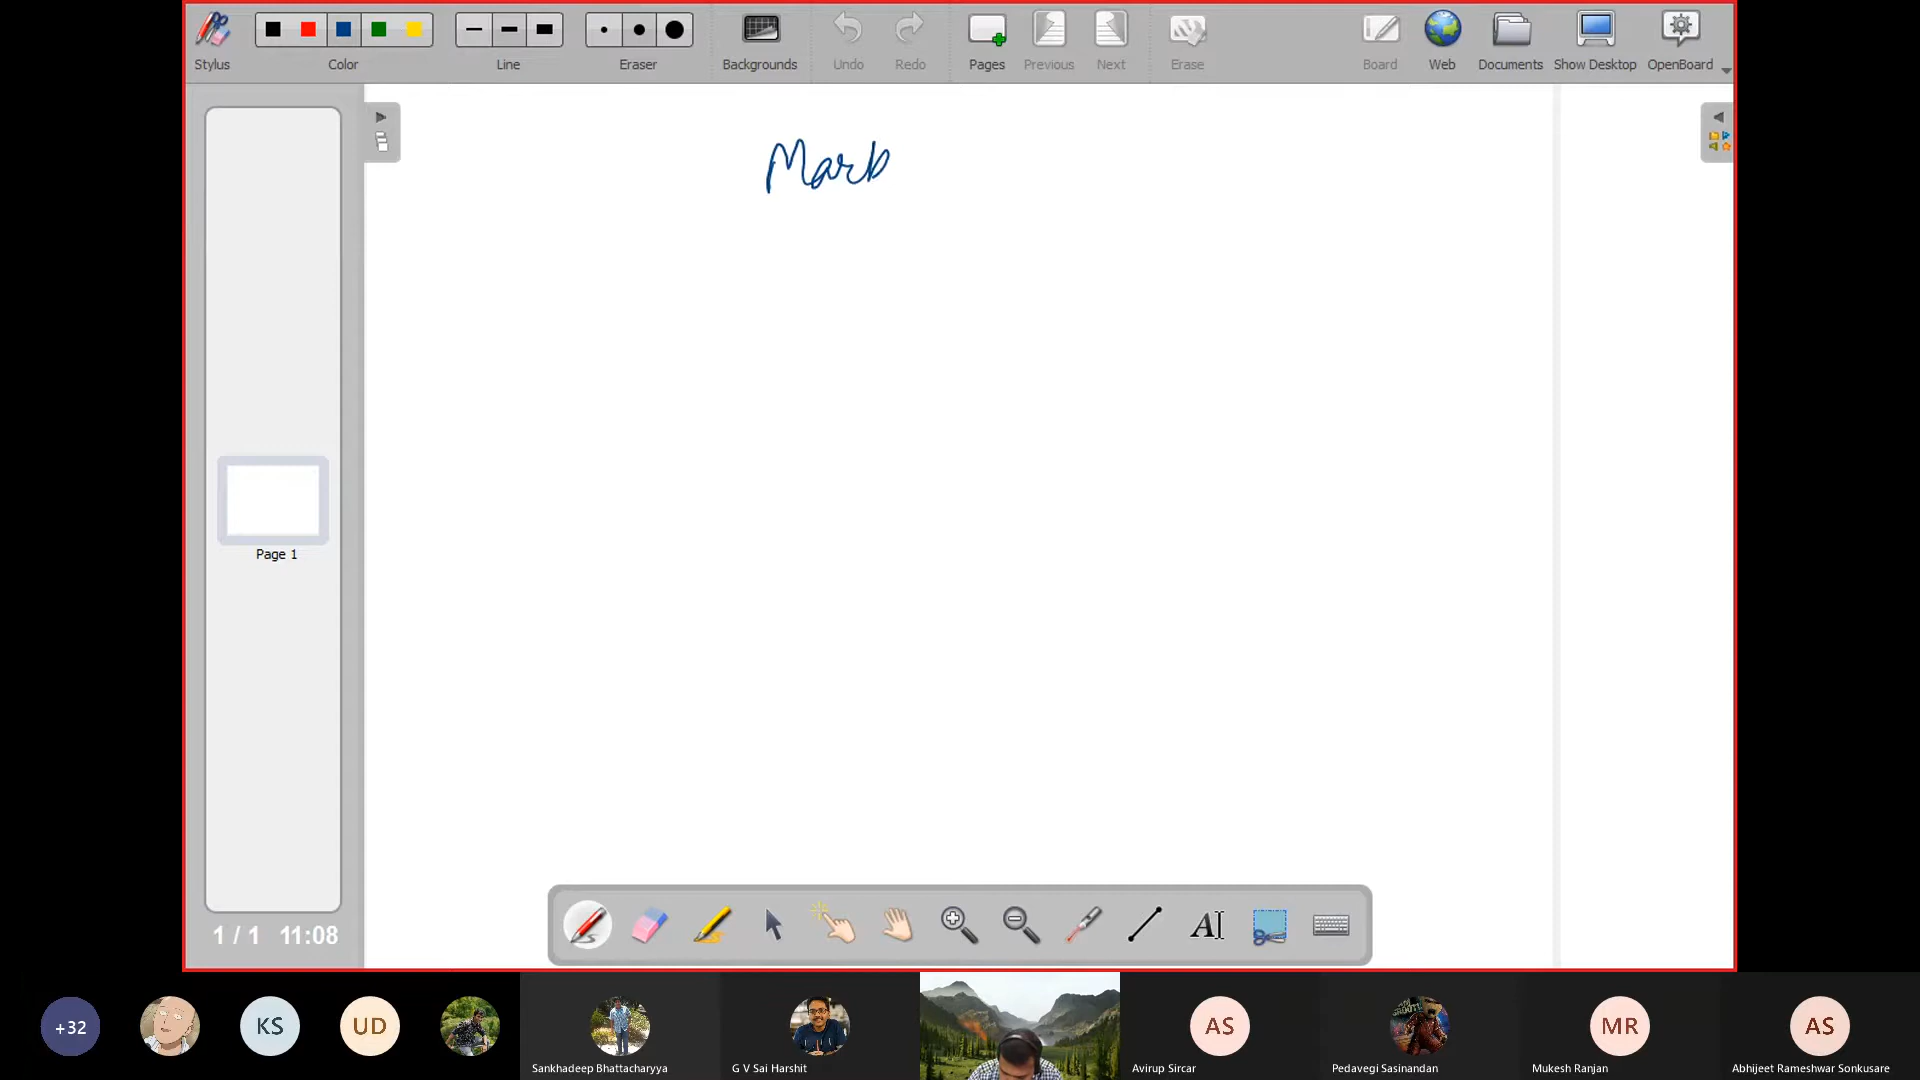 Stylus Color Line Eraser Backgrounds Undo Redo Pages Previous Next Erase Board Web Documents Show Desktop OpenBoard
Mark
Page 1
1 / 1 11:08
AI
+32 KS UD AS MR AS
Sankhadeep Bhattacharyya G V Sai Harshit Avirup Sircar Pedavegi Sasinandan Mukesh Ranjan Abhijeet Rameshwar Sonkusare